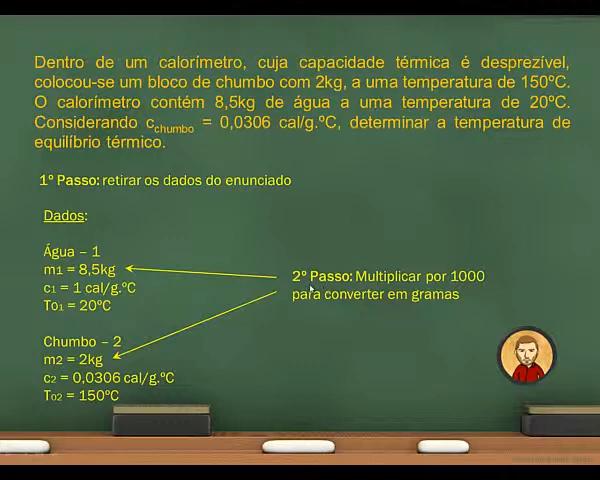 Dentro de um calorímetro, cuja capacidade térmica é desprezível,
colocou-se um bloco de chumbo com 2kg, a uma temperatura de 150ºC.
O calorímetro contém 8,5kg de água a uma temperatura de 20ºC.
Considerando cchumbo = 0,0306 cal/g.ºC, determinar a temperatura de
equilíbrio térmico.
1º Passo: retirar os dados do enunciado
Dados:
Água – 1
m1 = 8,5kg
c1 = 1 cal/g.ºC
T01 = 20ºC
2º Passo: Multiplicar por 1000
para converter em gramas
Chumbo – 2
m2 = 2kg
c2 = 0,0306 cal/g.ºC
T02 = 150ºC